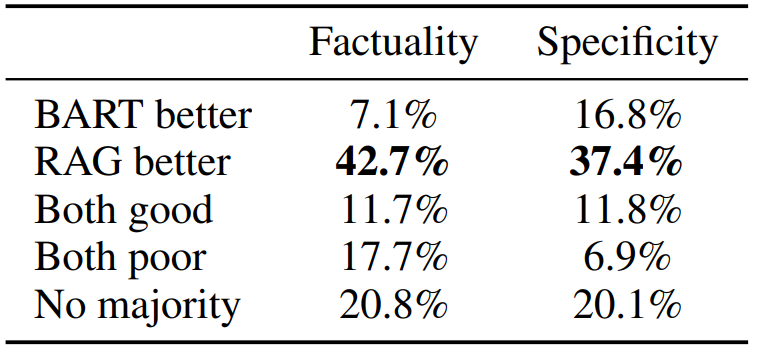 Factuality Specificity
BART better 7.1% 16.8%
RAG better 42.7% 37.4%
Both good 11.7% 11.8%
Both poor 17.7% 6.9%
No majority 20.8% 20.1%